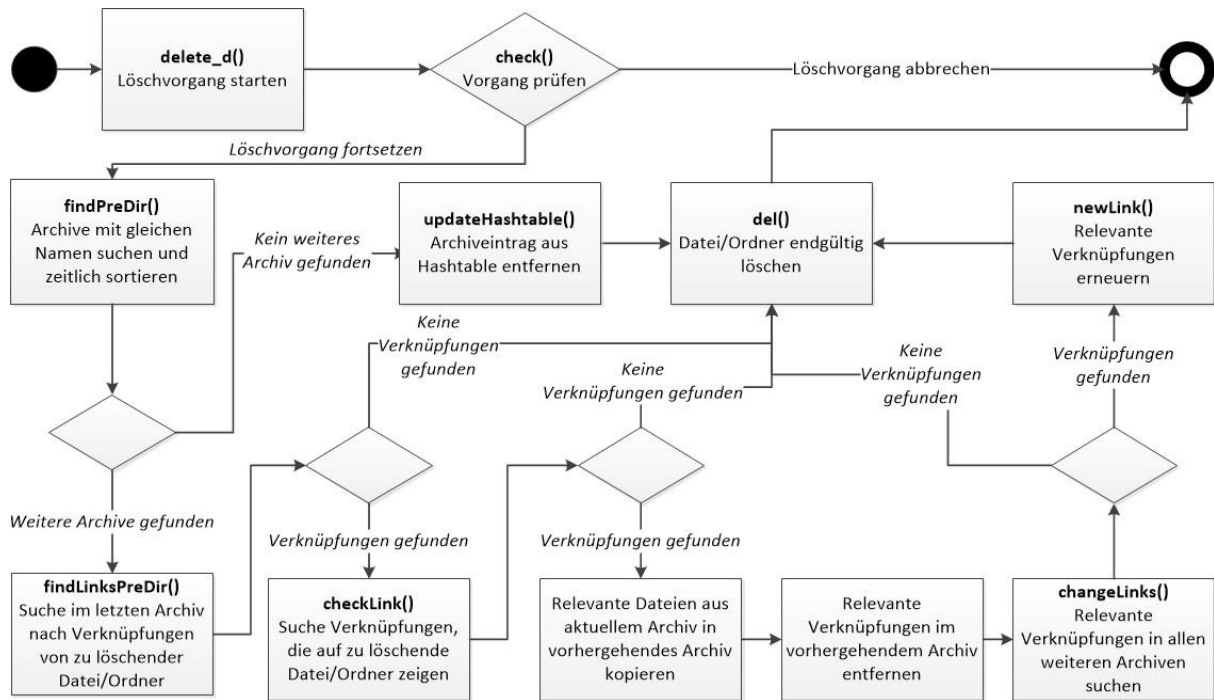 delete_d()
Löschvorgang starten
check()
Vorgang prüfen
Löschvorgang abbrechen
Löschvorgang fortsetzen
findPreDir()
Archive mit gleichen
Namen suchen und
zeitlich sortieren
Kein weiteres
Archiv gefunden
updateHashtable()
Archiveintrag aus
Hashtable entfernen
del()
Datei/Ordner endgültig
löschen
newLink()
Relevante
Verknüpfungen
erneuern
Keine
Verknüpfungen
gefunden
Keine
Verknüpfungen gefunden
Keine
Verknüpfungen
gefunden
Verknüpfungen
gefunden
Weitere Archive gefunden
Verknüpfungen gefunden
Verknüpfungen gefunden
findLinksPreDir()
Suche im letzten Archiv
nach Verknüpfungen
von zu löschender
Datei/Ordner
checkLink()
Suche Verknüpfungen,
die auf zu löschende
Datei/Ordner zeigen
Relevante Dateien aus
aktuellem Archiv in
vorhergehendes Archiv
kopieren
Relevante
Verknüpfungen im
vorhergehendem Archiv
entfernen
changeLinks()
Relevante
Verknüpfungen in allen
weiteren Archiven
suchen